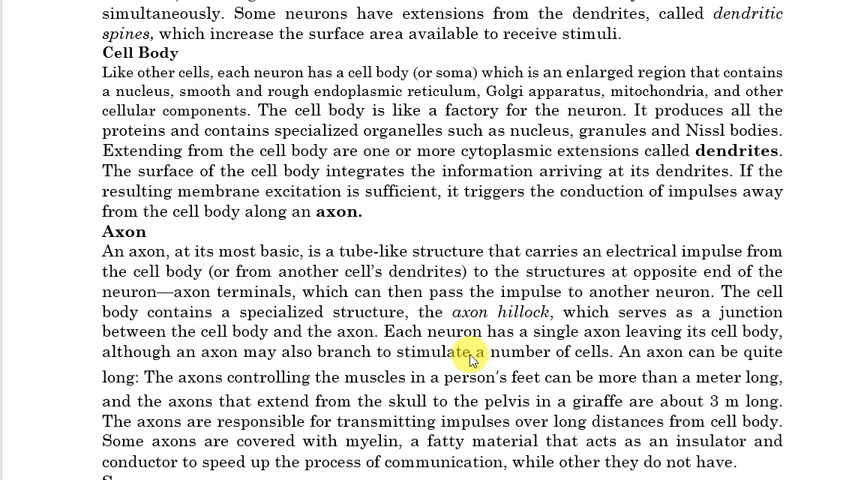 simultaneously. Some neurons have extensions from the dendrites, called dendritic
spines, which increase the surface area available to receive stimuli.
Cell Body
Like other cells, each neuron has a cell body (or soma) which is an enlarged region that contains
a nucleus, smooth and rough endoplasmic reticulum, Golgi apparatus, mitochondria, and other
cellular components. The cell body is like a factory for the neuron. It produces all the
proteins and contains specialized organelles such as nucleus, granules and Nissl bodies.
Extending from the cell body are one or more cytoplasmic extensions called dendrites.
The surface of the cell body integrates the information arriving at its dendrites. If the
resulting membrane excitation is sufficient, it triggers the conduction of impulses away
from the cell body along an axon.
Axon
An axon, at its most basic, is a tube-like structure that carries an electrical impulse from
the cell body (or from another cell's dendrites) to the structures at opposite end of the
neuron—axon terminals, which can then pass the impulse to another neuron. The cell
body contains a specialized structure, the axon hillock, which serves as a junction
between the cell body and the axon. Each neuron has a single axon leaving its cell body,
although an axon may also branch to stimulate a number of cells. An axon can be quite
long: The axons controlling the muscles in a person's feet can be more than a meter long,
and the axons that extend from the skull to the pelvis in a giraffe are about 3 m long.
The axons are responsible for transmitting impulses over long distances from cell body.
Some axons are covered with myelin, a fatty material that acts as an insulator and
conductor to speed up the process of communication, while other they do not have.